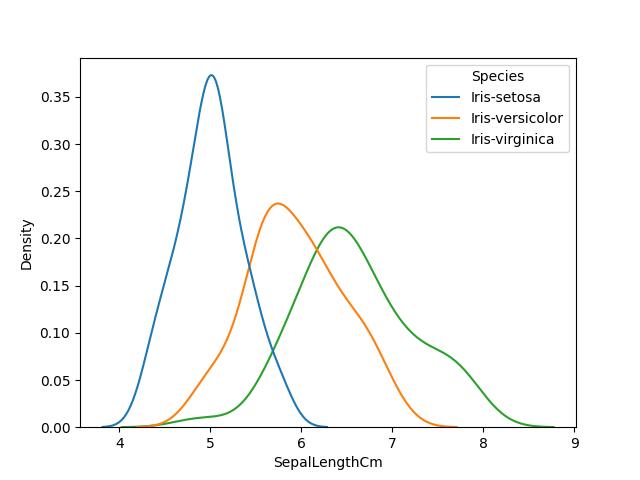 Species
Iris-setosa
Iris-versicolor
Iris-virginica
0.35
0.30
0.25
0.20
0.15
0.10
0.05
0.00
Density
4 5 6 7 8 9
SepalLengthCm